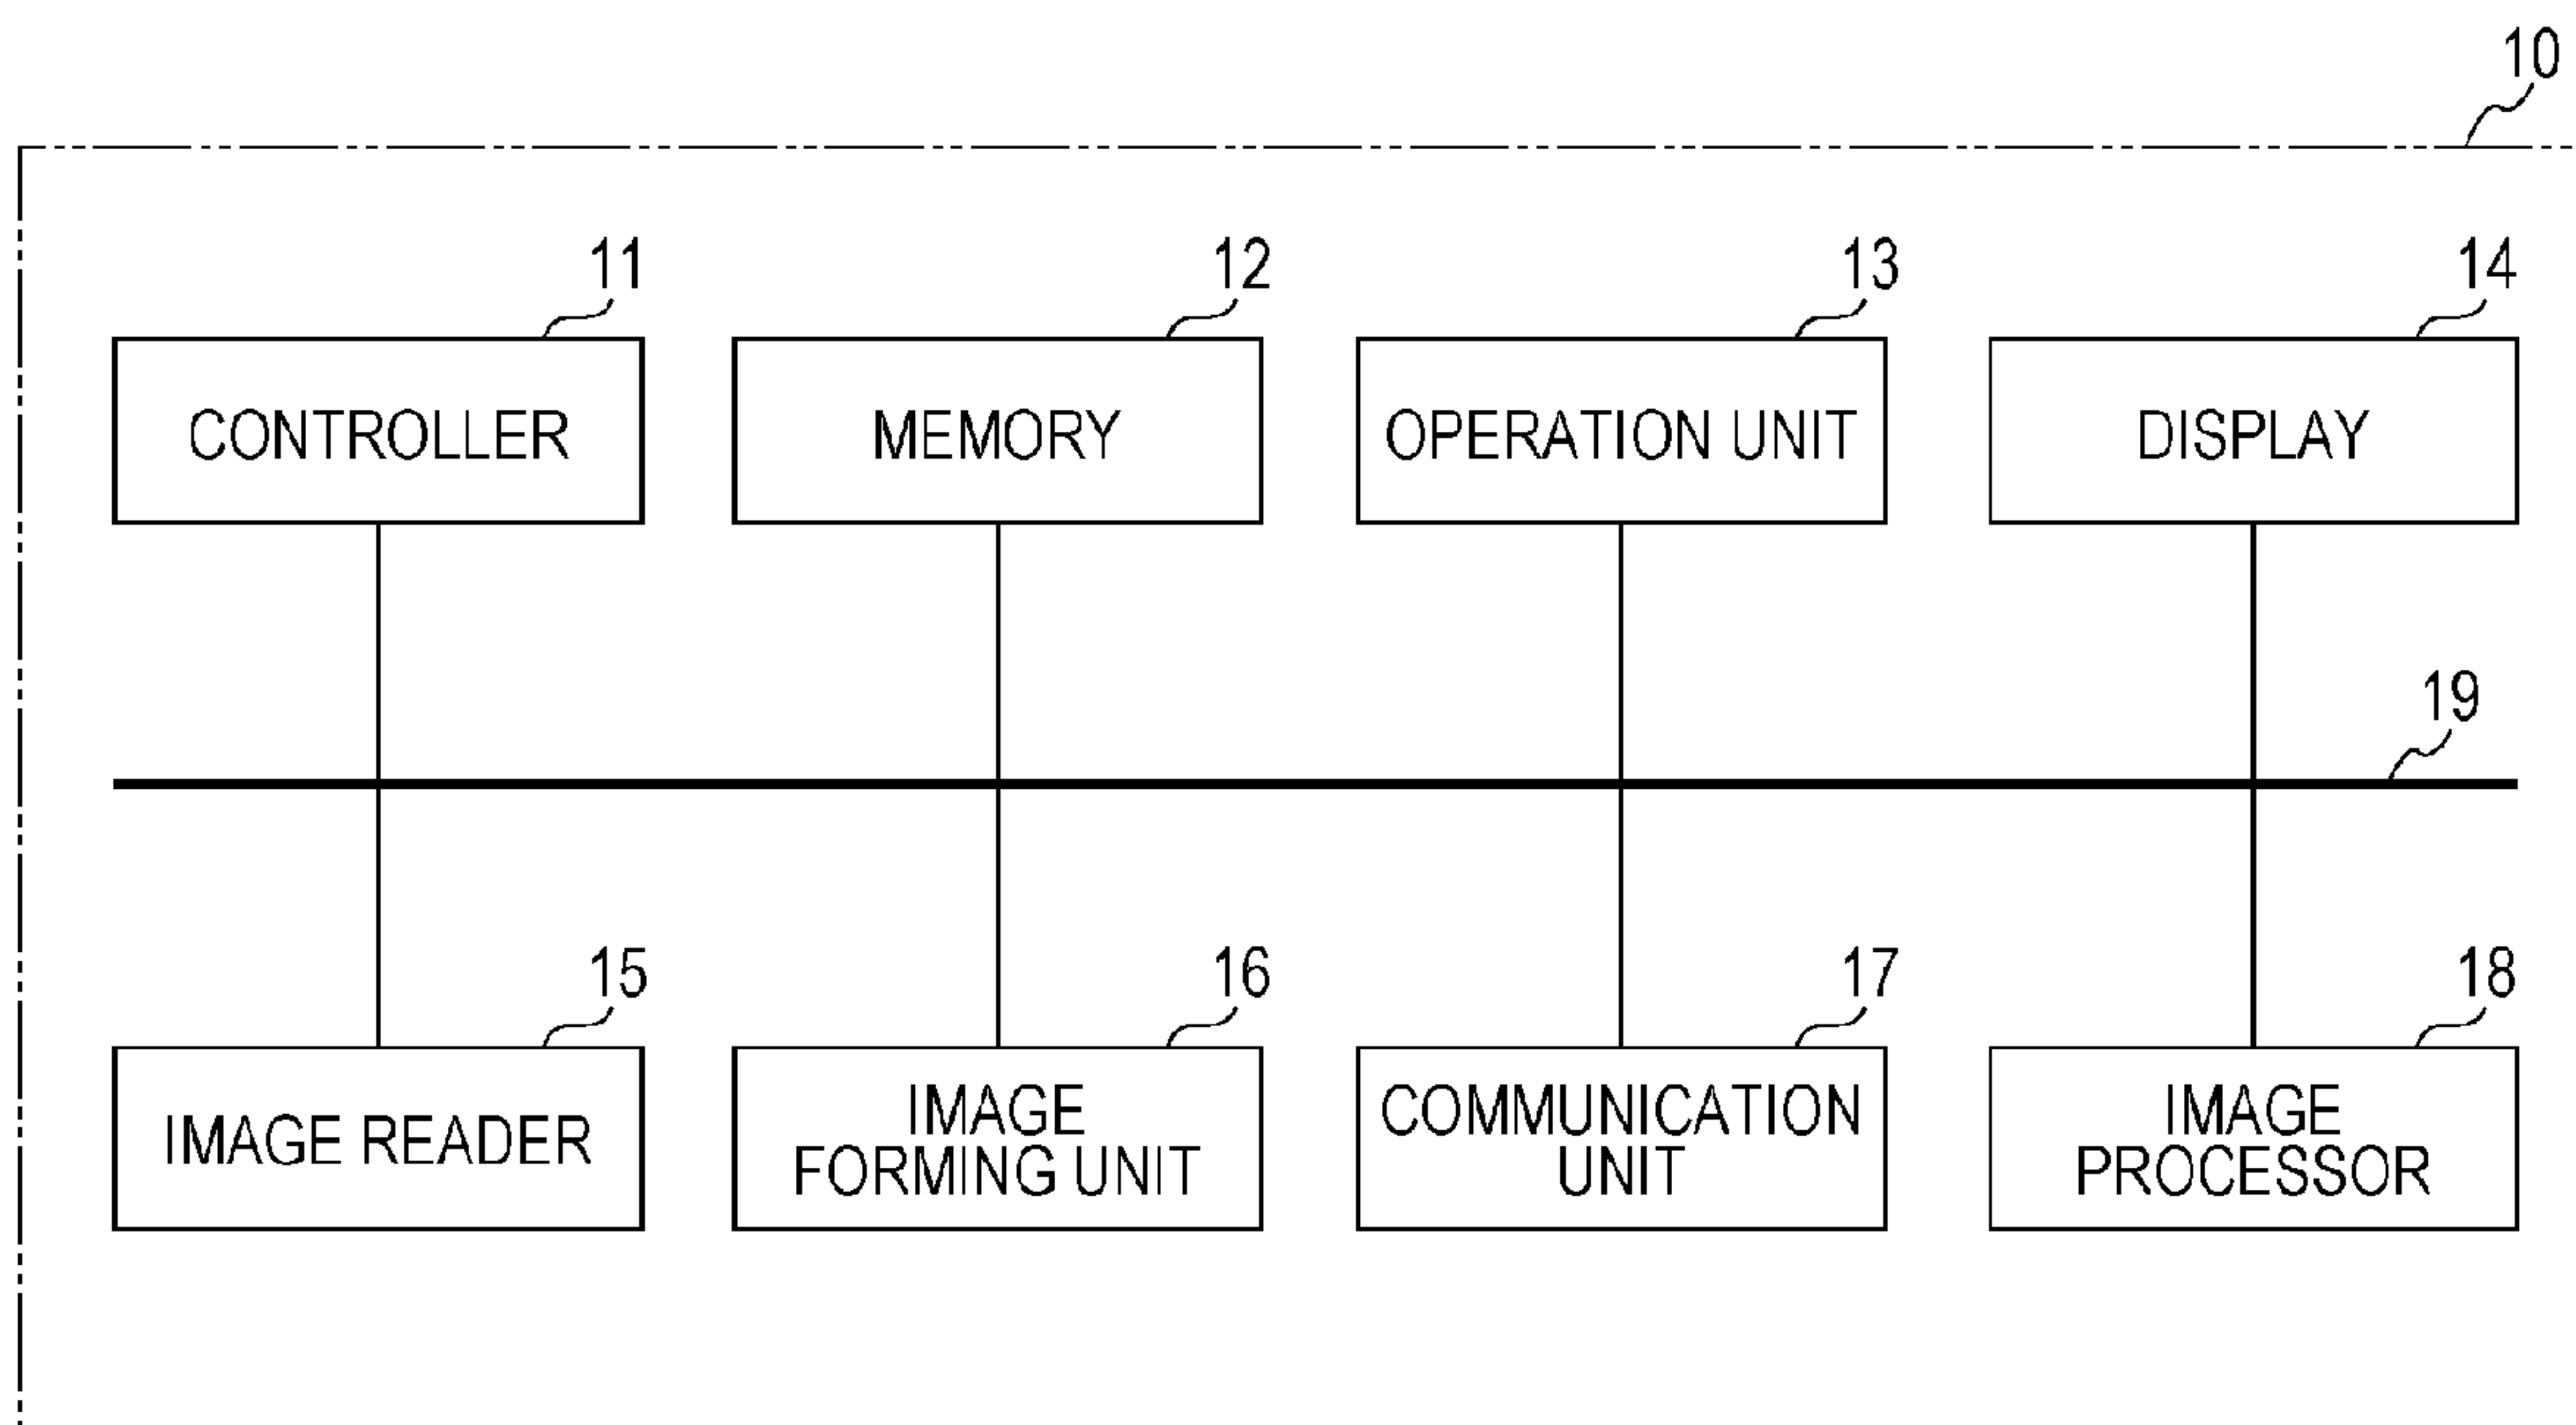 10
11
12
13
14
CONTROLLER
MEMORY
OPERATION UNIT
DISPLAY
19
15
16
17
18
IMAGE READER
IMAGE
FORMING UNIT
COMMUNICATION
UNIT
IMAGE
PROCESSOR